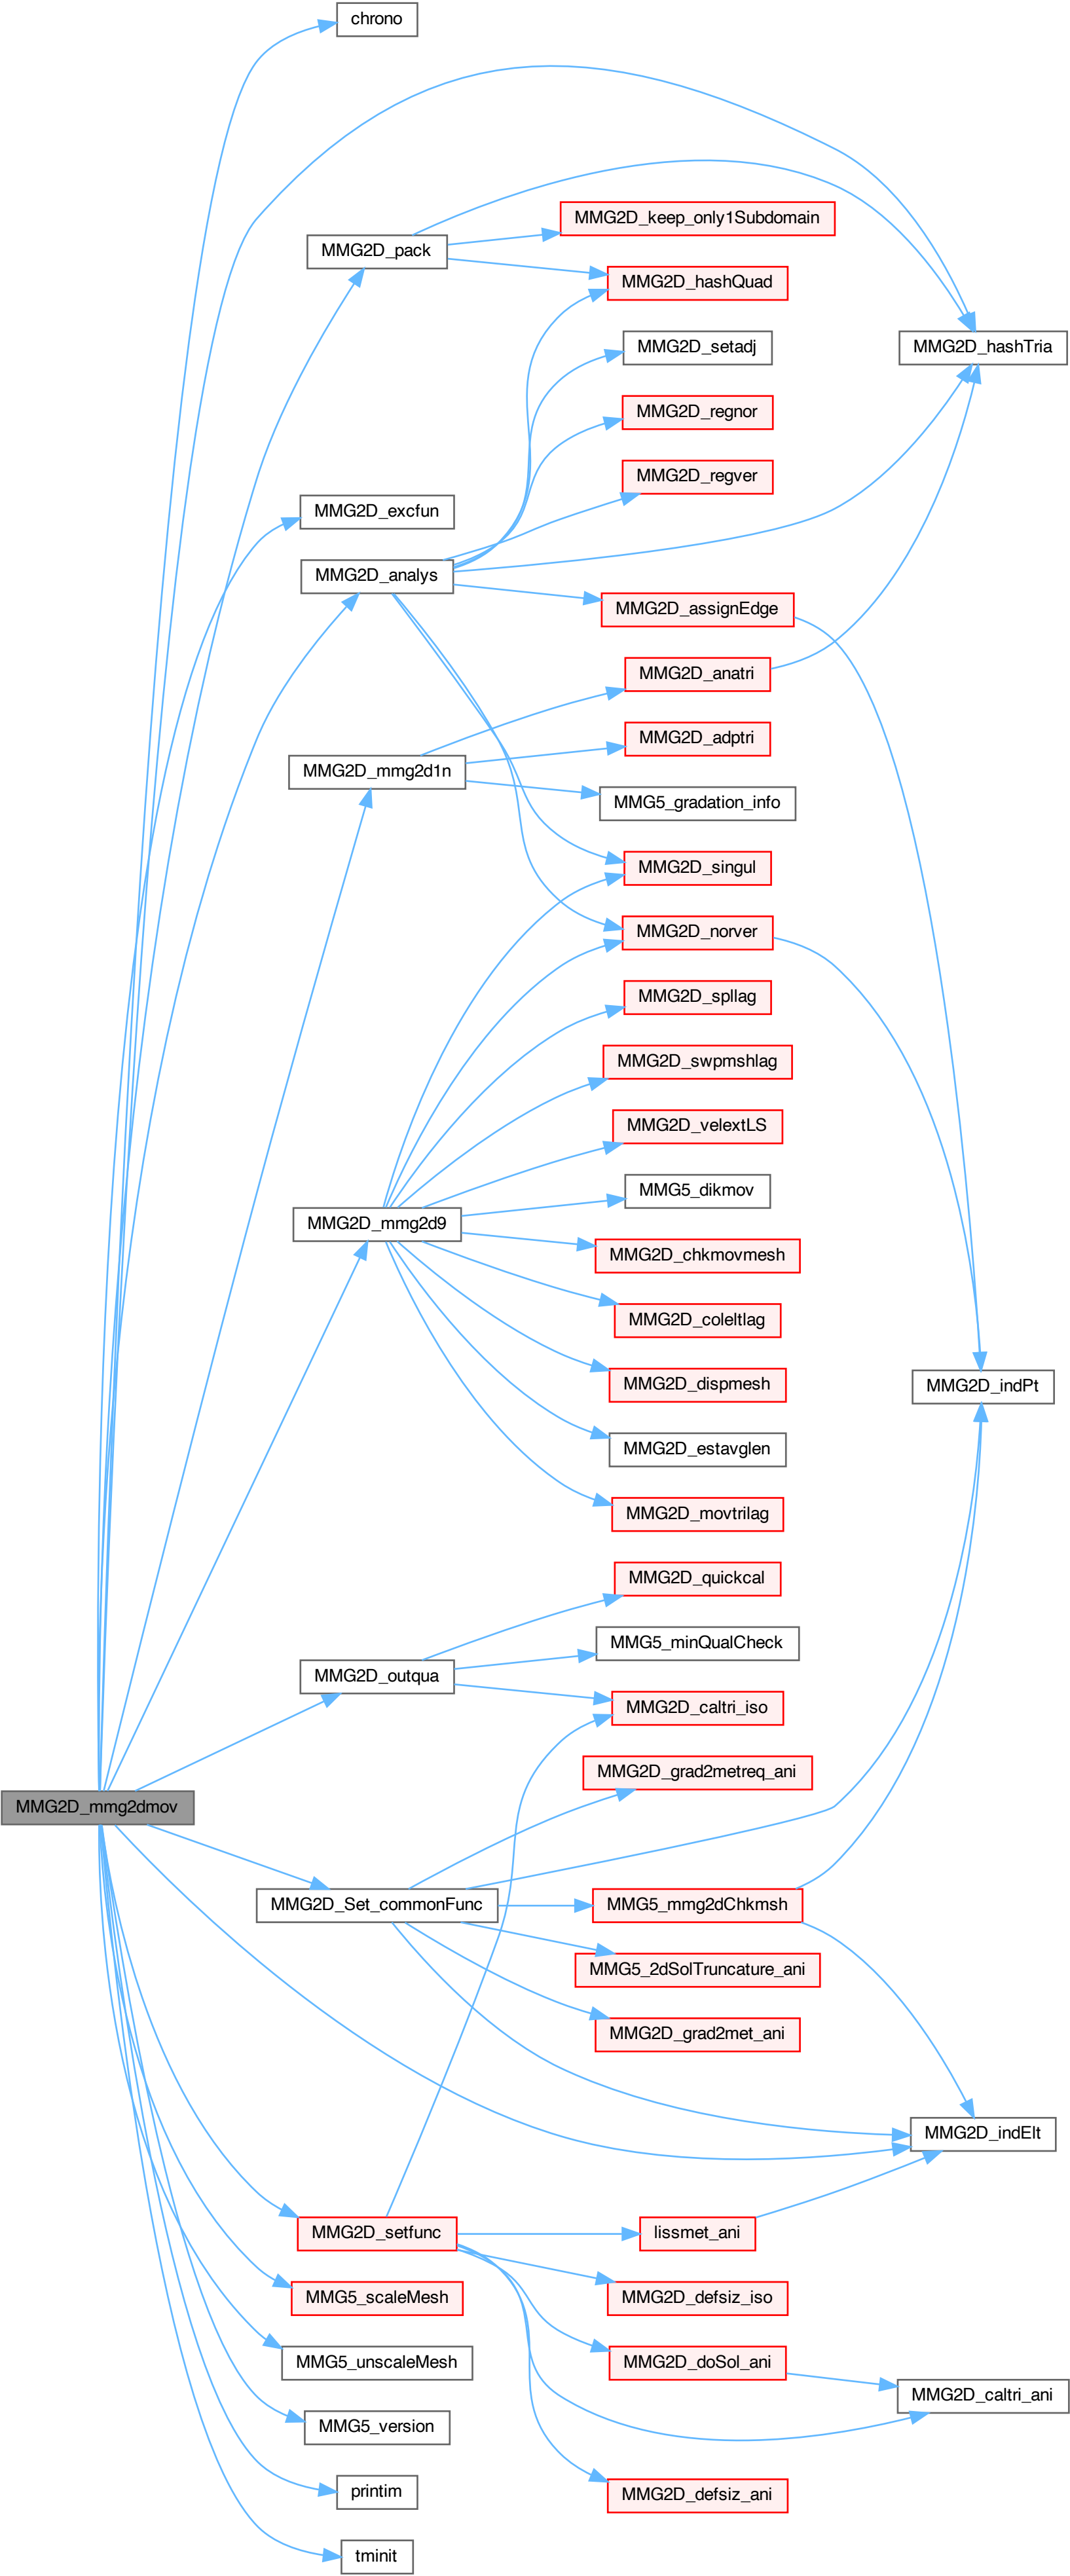 chrono
MMG2D_keep_only1Subdomain
MMG2D_pack
MMG2D_hashQuad
MMG2D_setadj
MMG2D_hashTria
MMG2D_regnor
MMG2D_regver
MMG2D_excfun
MMG2D_analys
MMG2D_assignEdge
MMG2D_anatri
MMG2D_adptri
MMG2D_mmg2d1n
MMG5_gradation_info
MMG2D_singul
MMG2D_norver
MMG2D_spllag
MMG2D_swpmshlag
MMG2D_velextLS
MMG5_dikmov
MMG2D_mmg2d9
MMG2D_chkmovmesh
MMG2D_coleltlag
MMG2D_dispmesh
MMG2D_indPt
MMG2D_estavglen
MMG2D_movtrilag
MMG2D_quickcal
MMG5_minQualCheck
MMG2D_outqua
MMG2D_caltri_iso
MMG2D_grad2metreq_ani
MMG2D_mmg2dmov
MMG2D_Set_commonFunc
MMG5_mmg2dChkmsh
MMG5_2dSolTruncature_ani
MMG2D_grad2met_ani
MMG2D_indElt
MMG2D_setfunc
lissmet_ani
MMG5_scaleMesh
MMG2D_defsiz_iso
MMG5_unscaleMesh
MMG2D_doSol_ani
MMG2D_caltri_ani
MMG5_version
printim
MMG2D_defsiz_ani
tminit